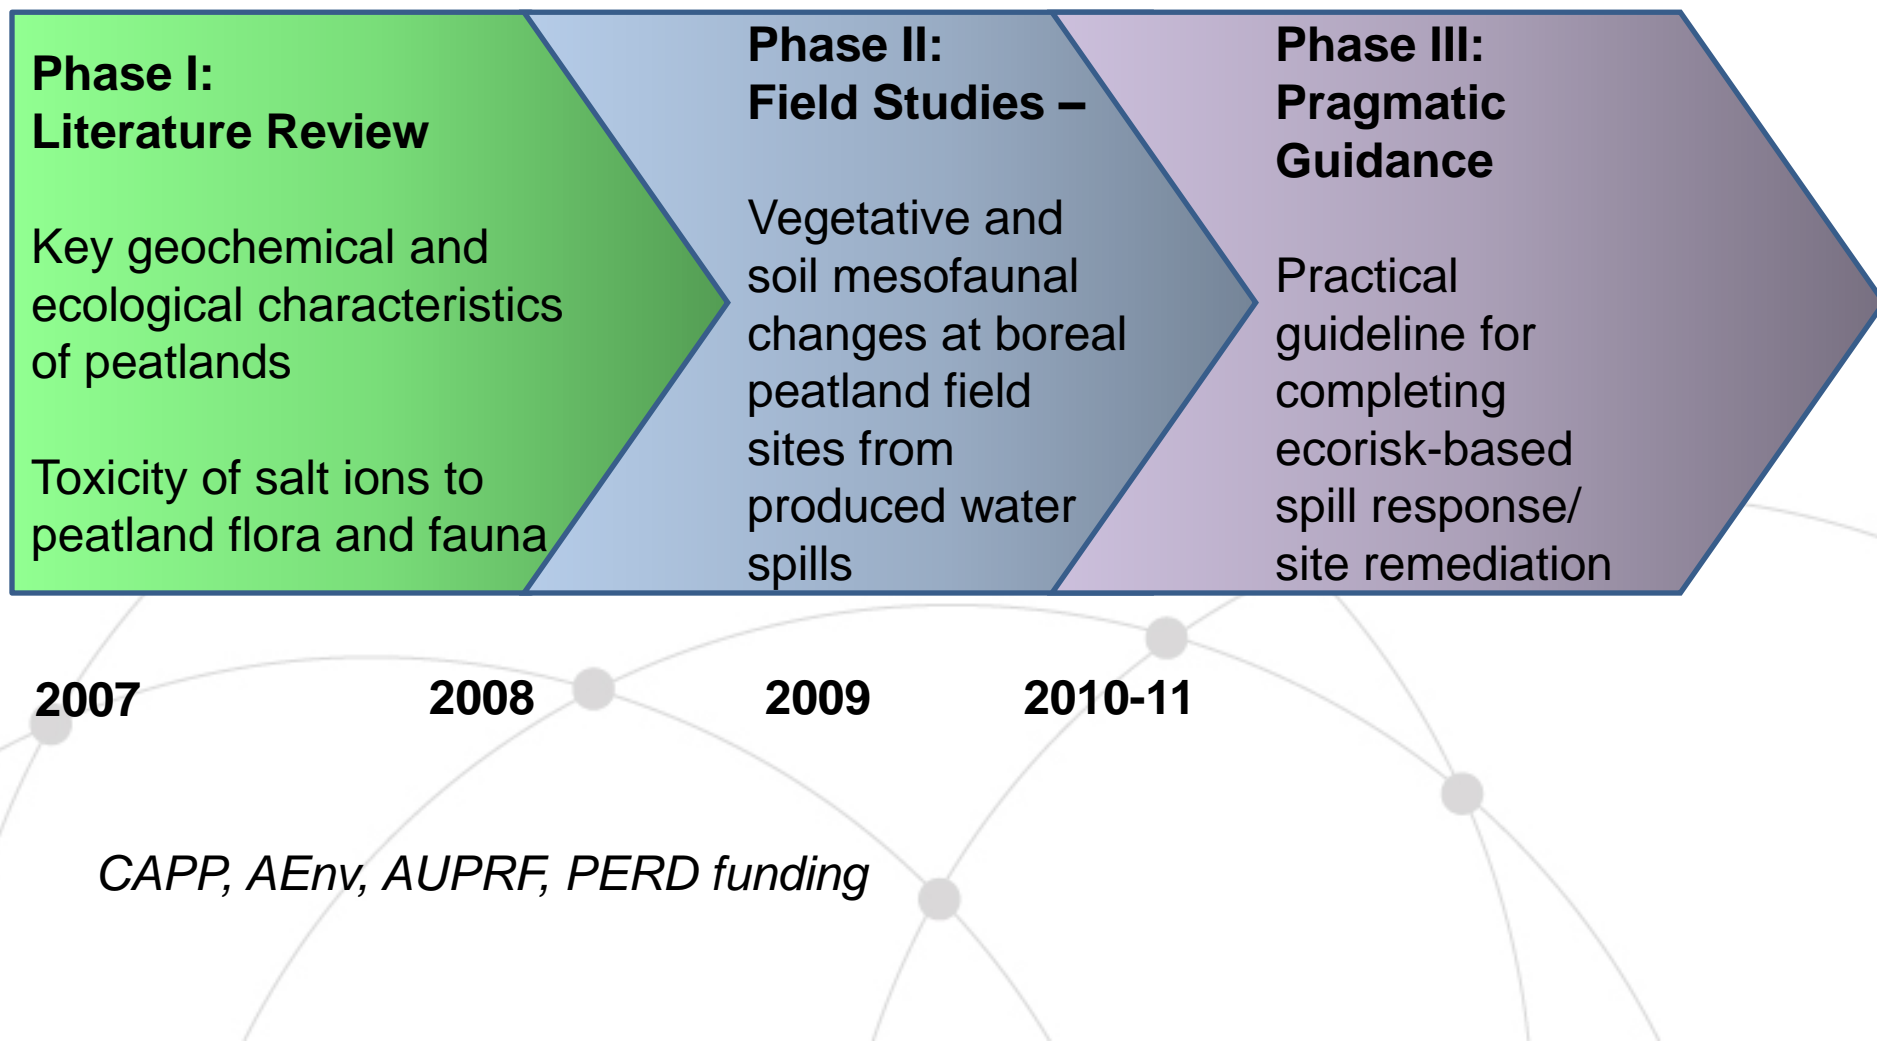 Phase I:
Literature Review
Key geochemical and
ecological characteristics
of peatlands
Toxicity of salt ions to
peatland flora and fauna
Phase II:
Field Studies –
Vegetative and
soil mesofaunal
changes at boreal
peatland field
sites from
produced water
spills
Phase III:
Pragmatic
Guidance
Practical
guideline for
completing
ecorisk-based
spill response/
site remediation
2007 2008 2009 2010-11
CAPP, AEnv, AUPRF, PERD funding